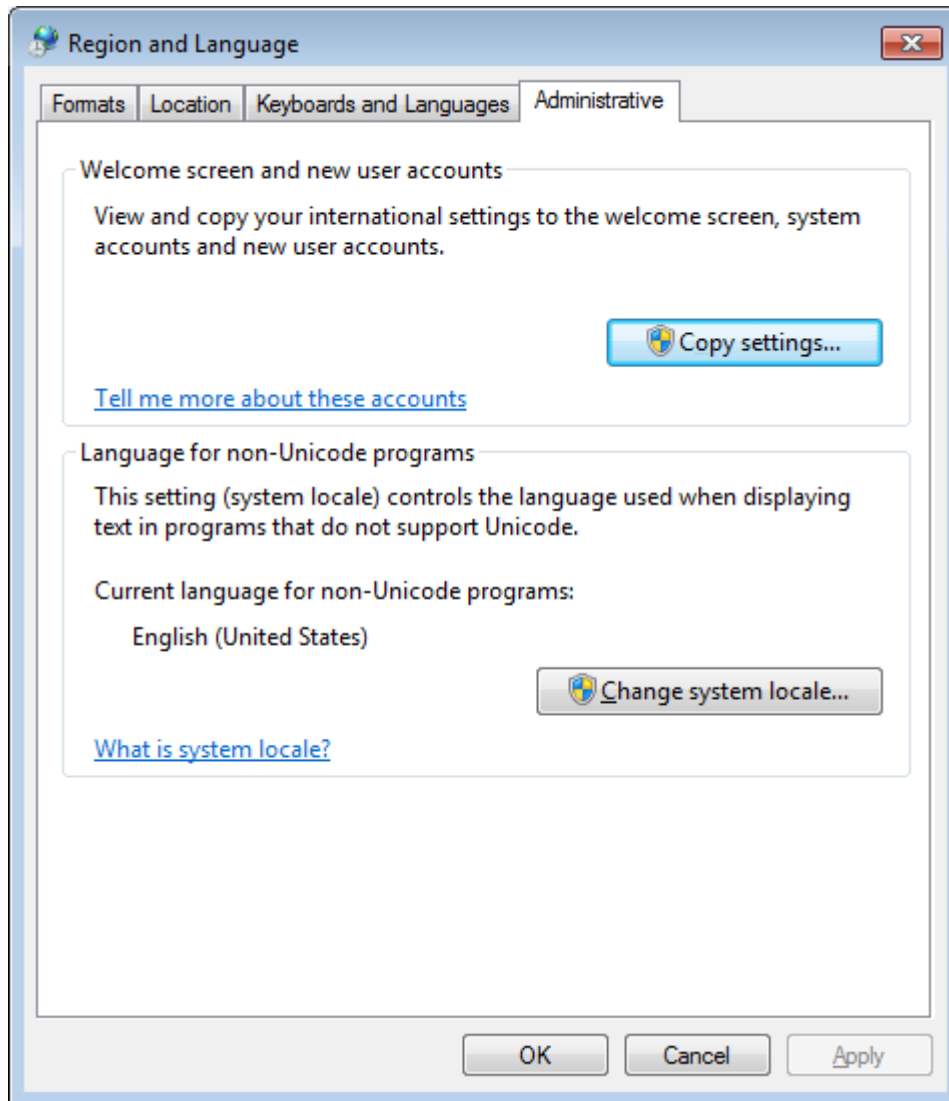 Region and Language
Formats
Location
Keyboards and Languages
Administrative
Welcome screen and new user accounts
View and copy your international settings to the welcome screen, system
accounts and new user accounts.
Copy settings...
Tell me more about these accounts
Language for non-Unicode programs
This setting (system locale) controls the language used when displaying
text in programs that do not support Unicode.
Current language for non-Unicode programs:
English (United States)
Change system locale...
What is system locale?
OK
Cancel
Apply